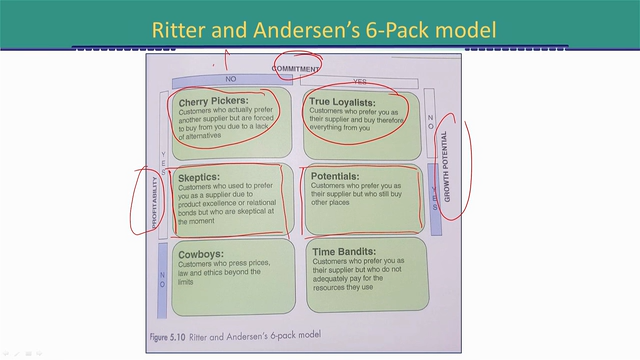 Ritter and Andersen's 6-Pack model
COMMITMENT
NO
YES
Cherry Pickers:
Customers who actually prefer
another supplier but are forced
to buy from you due to a lack
of alternatives
True Loyalists:
Customers who prefer you as
their supplier and buy therefore
everything from you
NO
YES
Skeptics:
Customers who used to prefer
you as a supplier due to
product excellence or relational
bonds but who are skeptical at
the moment
Potentials:
Customers who prefer you as
their supplier but who still buy
other places
YES
PROFITABILITY
GROWTH POTENTIAL
Cowboys:
Customers who press prices,
law and ethics beyond the
limits
Time Bandits:
Customers who prefer you as
their supplier but who do not
adequately pay for the
resources they use
NO
Figure 5.10 Ritter and Andersen's 6-pack model